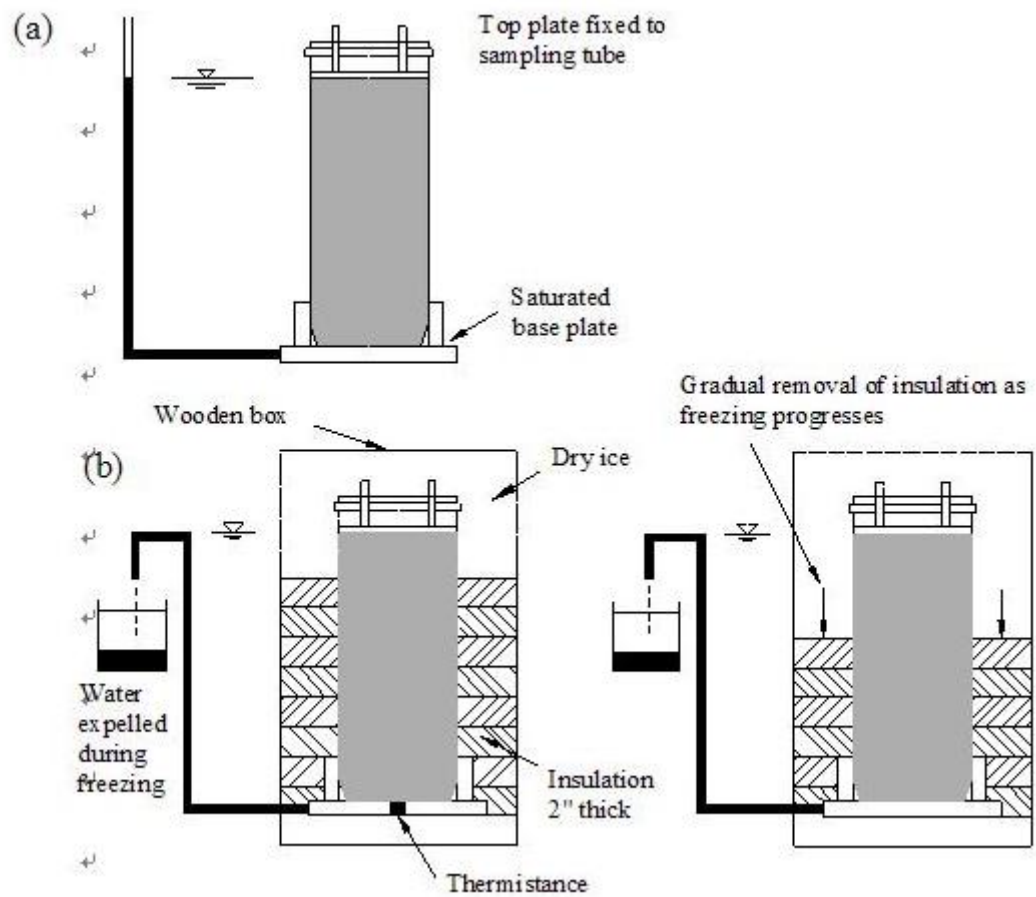 (a)
Top plate fixed to
sampling tube
Saturated
base plate
Gradual removal of insulation as
freezing progresses
Wooden box
(b)
Dry ice
Water
expelled
during
freezing
Insulation
2" thick
Thermistance